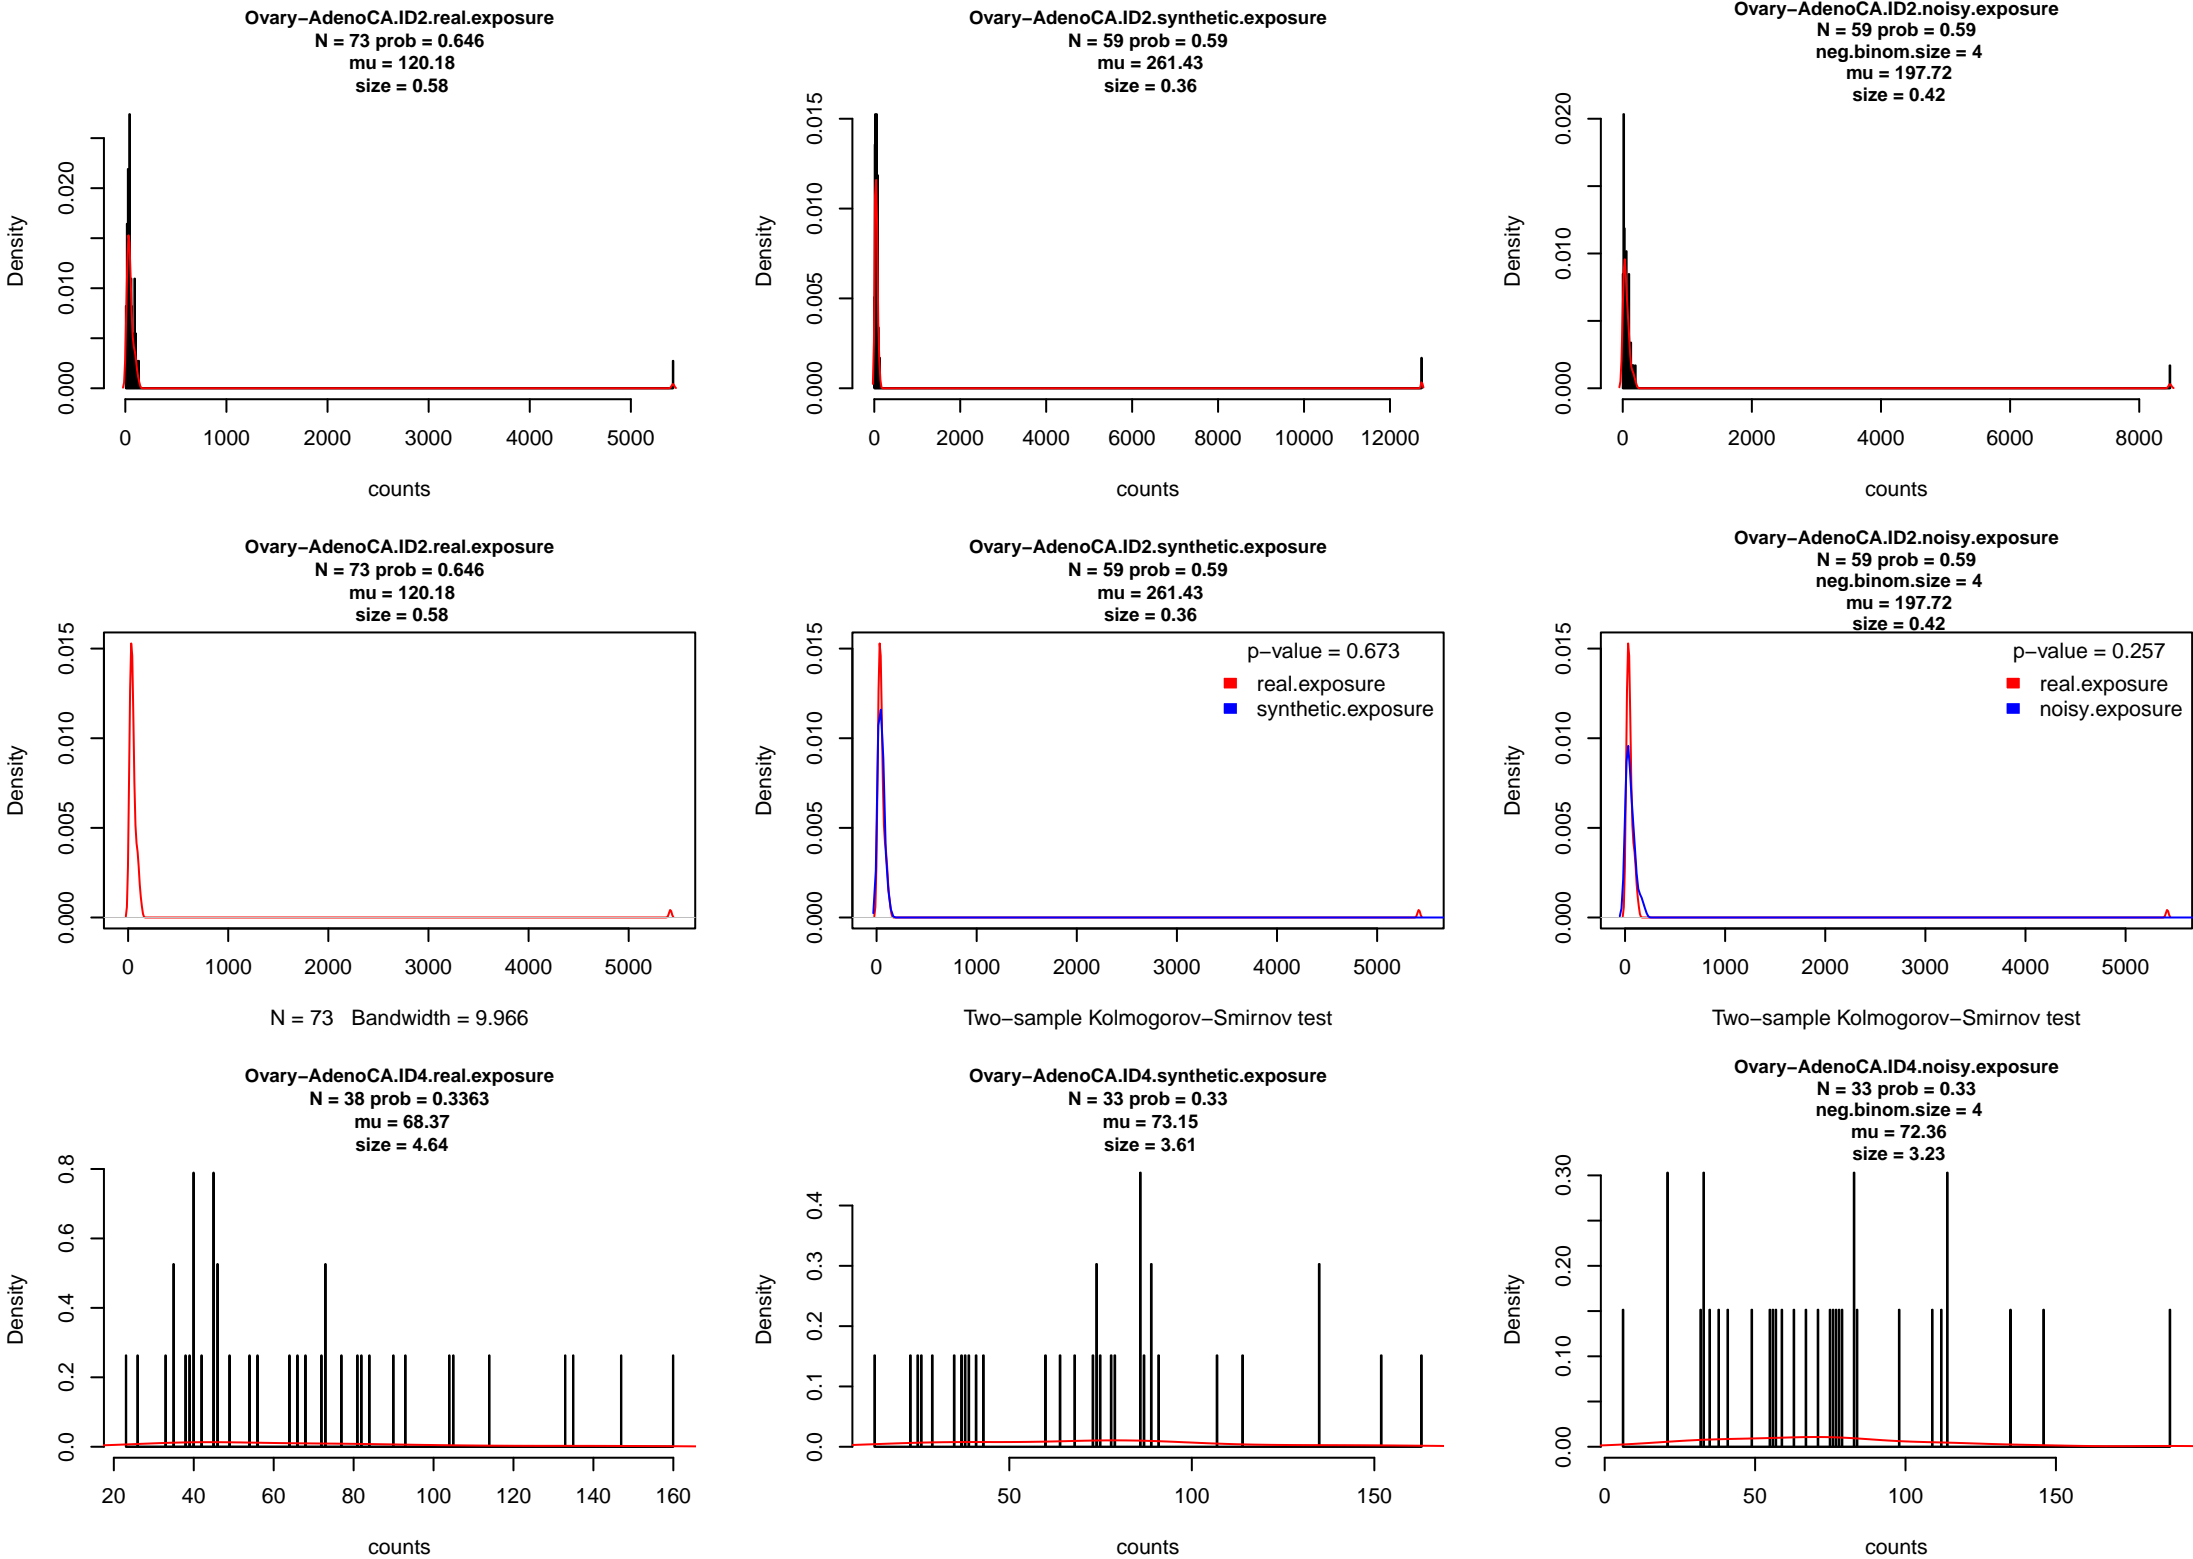 Ovary−AdenoCA.ID2.real.exposure
N = 73 prob = 0.646
mu = 120.18
size = 0.58
Density
0.000
0.010
0.020
0 1000 2000 3000 4000 5000
counts
Ovary−AdenoCA.ID2.synthetic.exposure
N = 59 prob = 0.59
mu = 261.43
size = 0.36
Density
0.000
0.005
0.010
0.015
0 2000 4000 6000 8000 10000 12000
counts
Ovary−AdenoCA.ID2.noisy.exposure
N = 59 prob = 0.59
neg.binom.size = 4
mu = 197.72
size = 0.42
Density
0.000
0.010
0.020
0 2000 4000 6000 8000
counts
Ovary−AdenoCA.ID2.real.exposure
N = 73 prob = 0.646
mu = 120.18
size = 0.58
Density
0.000
0.005
0.010
0.015
0 1000 2000 3000 4000 5000
N = 73 Bandwidth = 9.966
Ovary−AdenoCA.ID2.synthetic.exposure
N = 59 prob = 0.59
mu = 261.43
size = 0.36
p−value = 0.673
real.exposure
synthetic.exposure
Density
0.000
0.005
0.010
0.015
0 1000 2000 3000 4000 5000
Two−sample Kolmogorov−Smirnov test
Ovary−AdenoCA.ID2.noisy.exposure
N = 59 prob = 0.59
neg.binom.size = 4
mu = 197.72
size = 0.42
p−value = 0.257
real.exposure
noisy.exposure
Density
0.000
0.005
0.010
0.015
0 1000 2000 3000 4000 5000
Two−sample Kolmogorov−Smirnov test
Ovary−AdenoCA.ID4.real.exposure
N = 38 prob = 0.3363
mu = 68.37
size = 4.64
Density
0.0
0.2
0.4
0.6
0.8
20 40 60 80 100 120 140 160
counts
Ovary−AdenoCA.ID4.synthetic.exposure
N = 33 prob = 0.33
mu = 73.15
size = 3.61
Density
0.0
0.1
0.2
0.3
0.4
50 100 150
counts
Ovary−AdenoCA.ID4.noisy.exposure
N = 33 prob = 0.33
neg.binom.size = 4
mu = 72.36
size = 3.23
Density
0.00
0.10
0.20
0.30
0 50 100 150
counts